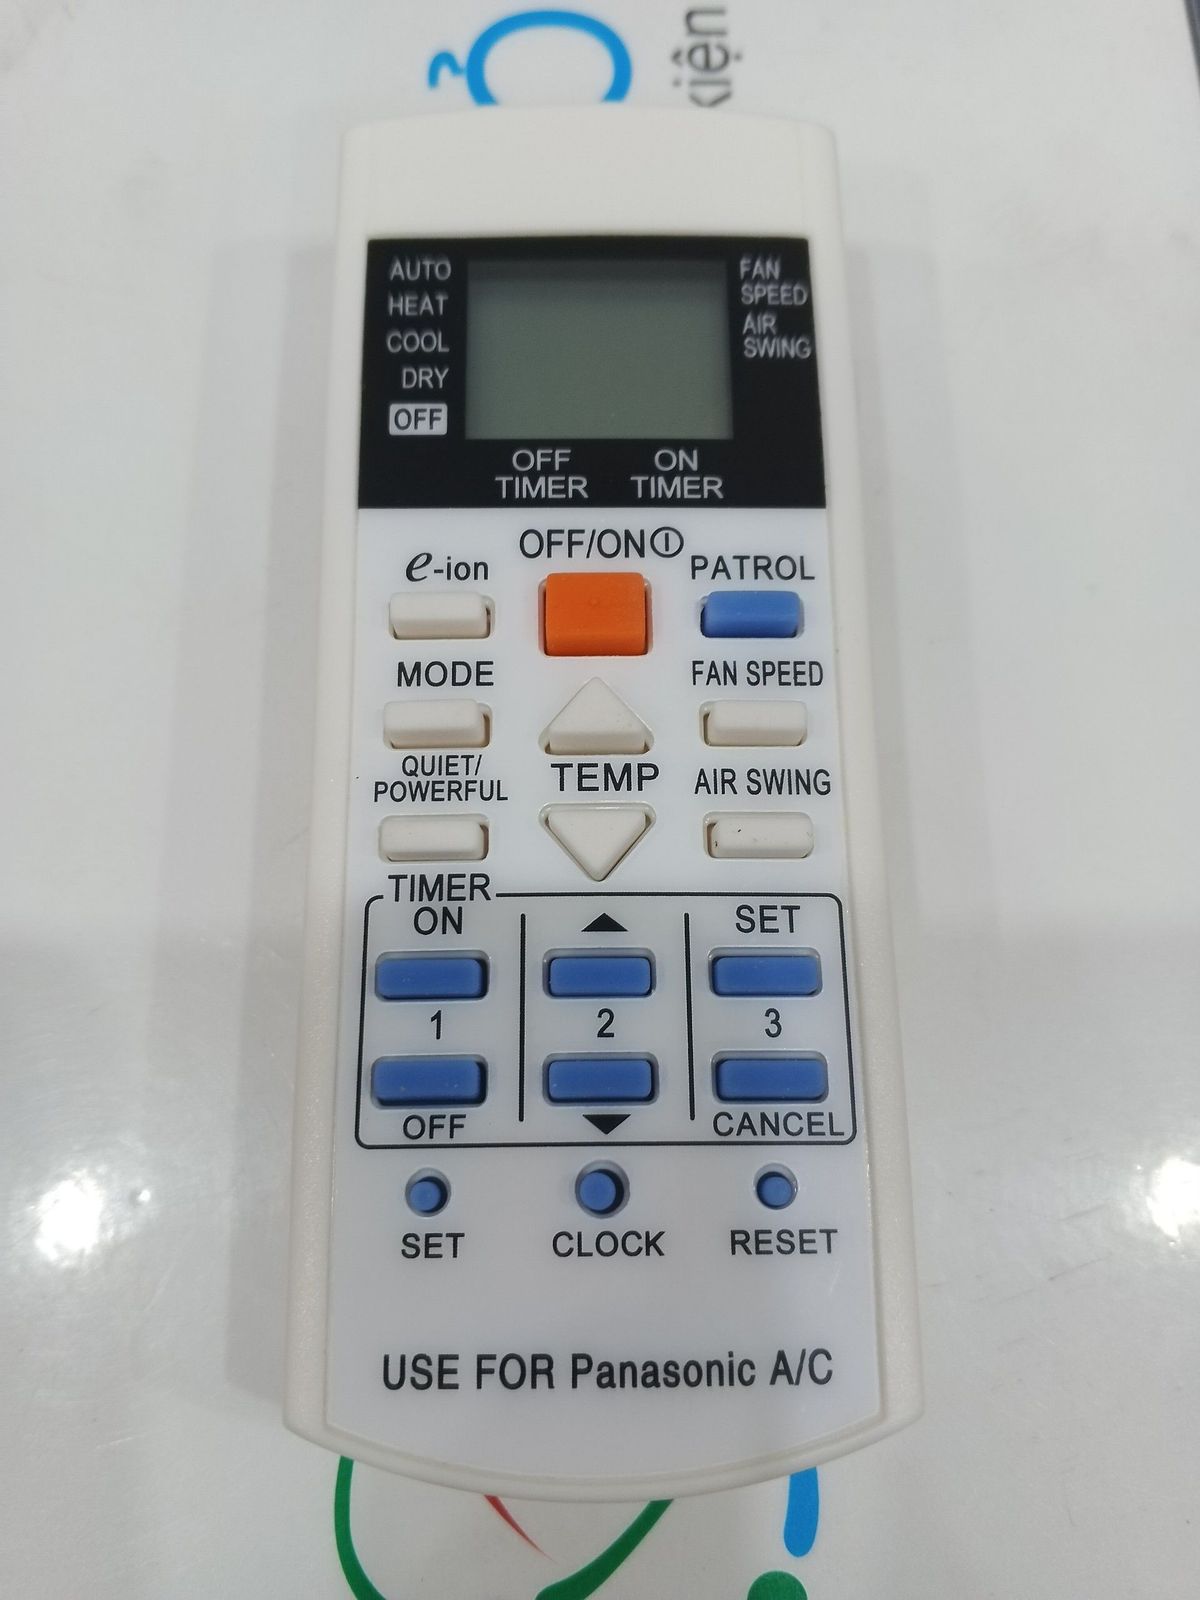 kiện
AUTO
HEAT
COOL
DRY
OFF
FAN
SPEED
AIR
SWING
OFF
TIMER
ON
TIMER
OFF/ON
e-ion
PATROL
MODE
FAN SPEED
QUIET/
POWERFUL
TEMP
AIR SWING
TIMER
ON
SET
1
2
3
OFF
CANCEL
SET
CLOCK
RESET
USE FOR Panasonic A/C